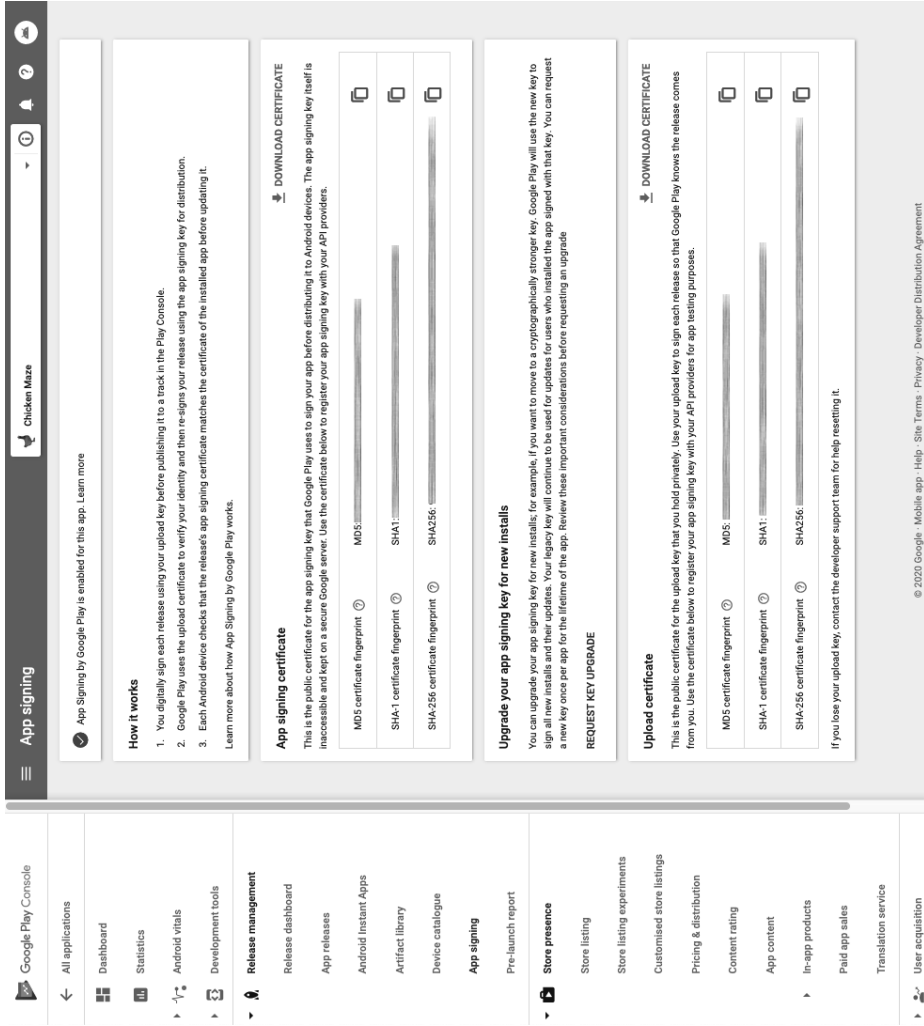 Google Play Console
All applications
Dashboard
Statistics
Android vitals
Development tools
Release management
Release dashboard
App releases
Android Instant Apps
Artifact library
Device catalogue
App signing
Pre-launch report
Store presence
Store listing
Store listing experiments
Customised store listings
Pricing & distribution
Content rating
App content
In-app products
Paid app sales
Translation service
User acquisition
App signing
Chicken Maze
App Signing by Google Play is enabled for this app. Learn more
How it works
1. You digitally sign each release using your upload key before publishing it to a track in the Play Console.
2. Google Play uses the upload certificate to verify your identity and then re-signs your release using the app signing key for distribution.
3. Each Android device checks that the release's app signing certificate matches the certificate of the installed app before updating it.
Learn more about how App Signing by Google Play works.
App signing certificate
DOWNLOAD CERTIFICATE
This is the public certificate for the app signing key that Google Play uses to sign your app before distributing it to Android devices. The app signing key itself is
inaccessible and kept on a secure Google server. Use the certificate below to register your app signing key with your API providers.
MD5 certificate fingerprint MD5:
SHA-1 certificate fingerprint SHA1:
SHA-256 certificate fingerprint SHA256:
Upgrade your app signing key for new installs
You can upgrade your app signing key for new installs; for example, if you want to move to a cryptographically stronger key. Google Play will use the new key to
sign all new installs and their updates. Your legacy key will continue to be used for updates for users who installed the app signed with that key. You can request
a new key once per app for the lifetime of the app. Review these important considerations before requesting an upgrade
REQUEST KEY UPGRADE
Upload certificate
DOWNLOAD CERTIFICATE
This is the public certificate for the upload key that you hold privately. Use your upload key to sign each release so that Google Play knows the release comes
from you. Use the certificate below to register your app signing key with your API providers for app testing purposes.
MD5 certificate fingerprint MD5:
SHA-1 certificate fingerprint SHA1:
SHA-256 certificate fingerprint SHA256:
If you lose your upload key, contact the developer support team for help resetting it.
© 2020 Google · Mobile app · Help · Site Terms · Privacy · Developer Distribution Agreement